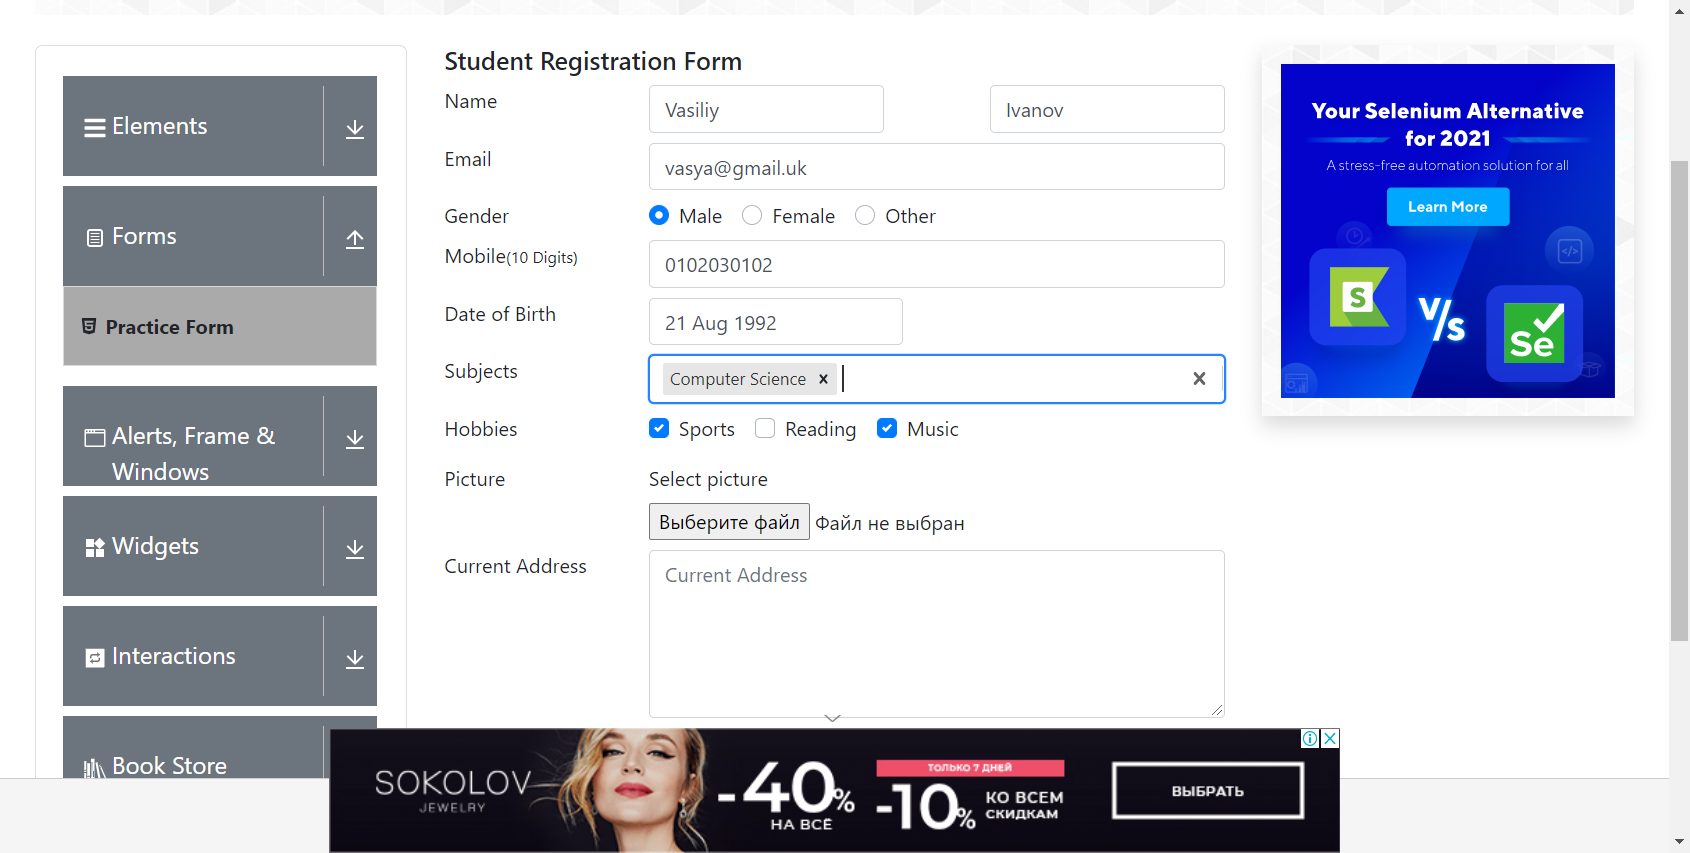 Elements
Forms
Practice Form
Alerts, Frame &
Windows
Widgets
Interactions
Book Store
Student Registration Form
Name
Vasiliy
Ivanov
Email
vasya@gmail.uk
Gender
Male
Female
Other
Mobile(10 Digits)
0102030102
Date of Birth
21 Aug 1992
Subjects
Computer Science
Hobbies
Sports
Reading
Music
Picture
Select picture
Выберите файл
Файл не выбран
Current Address
Current Address
Your Selenium Alternative
for 2021
A stress-free automation solution for all
Learn More
S
V/s
Se
SOKOLOV
JEWELRY
-40%
НА ВСЁ
ТОЛЬКО 7 ДНЕЙ
-10%
КО ВСЕМ
СКИДКАМ
ВЫБРАТЬ